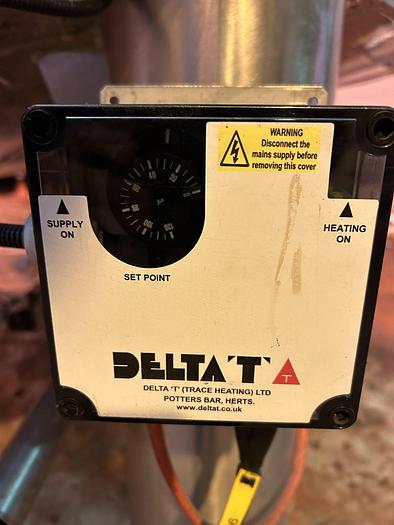 WARNING
Disconnect the
mains supply before
removing this cover
SUPPLY
ON
HEATING
ON
SET POINT
DELTA 'T'
T
DELTA 'T' (TRACE HEATING) LTD
POTTERS BAR, HERTS.
www.deltat.co.uk